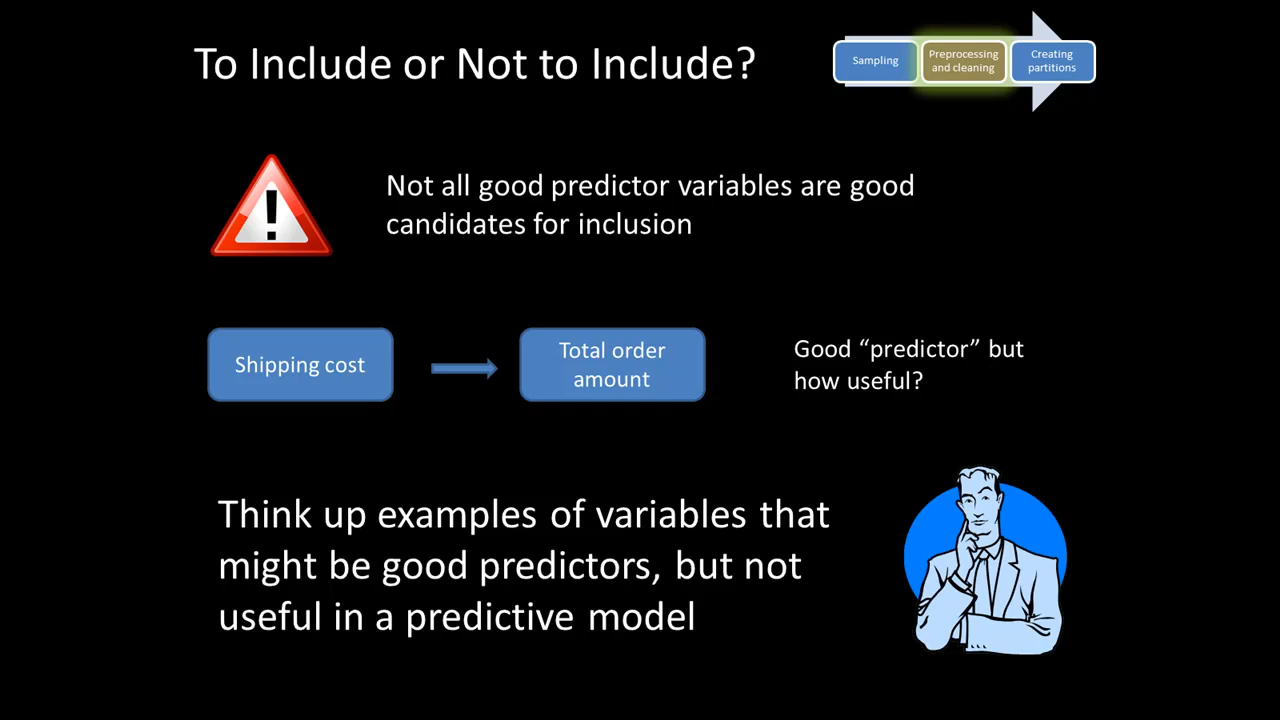 To Include or Not to Include?
Sampling
Preprocessing
and cleaning
Creating
partitions
!
Not all good predictor variables are good
candidates for inclusion
Shipping cost
Total order
amount
Good “predictor” but
how useful?
Think up examples of variables that
might be good predictors, but not
useful in a predictive model